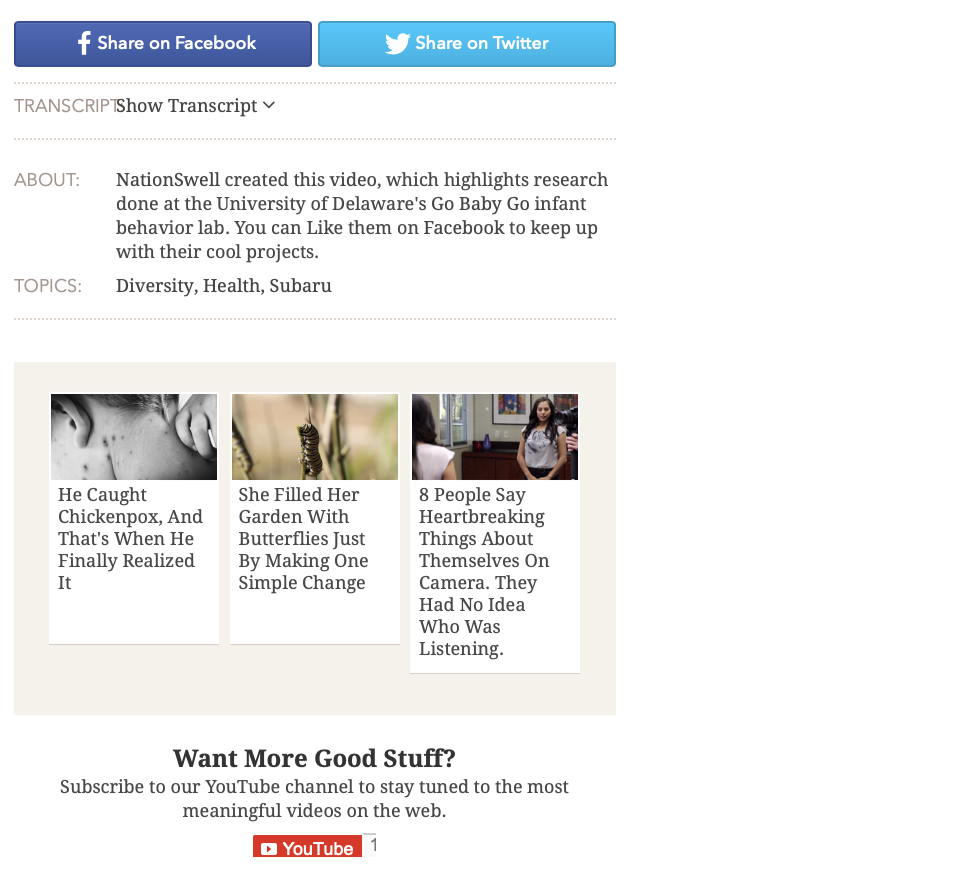 Share on Facebook
Share on Twitter
TRANSCRIPT
Show Transcript
ABOUT:
NationSwell created this video, which highlights research
done at the University of Delaware's Go Baby Go infant
behavior lab. You can Like them on Facebook to keep up
with their cool projects.
TOPICS:
Diversity, Health, Subaru
He Caught
Chickenpox, And
That's When He
Finally Realized
It
She Filled Her
Garden With
Butterflies Just
By Making One
Simple Change
8 People Say
Heartbreaking
Things About
Themselves On
Camera. They
Had No Idea
Who Was
Listening.
Want More Good Stuff?
Subscribe to our YouTube channel to stay tuned to the most
meaningful videos on the web.
YouTube
1